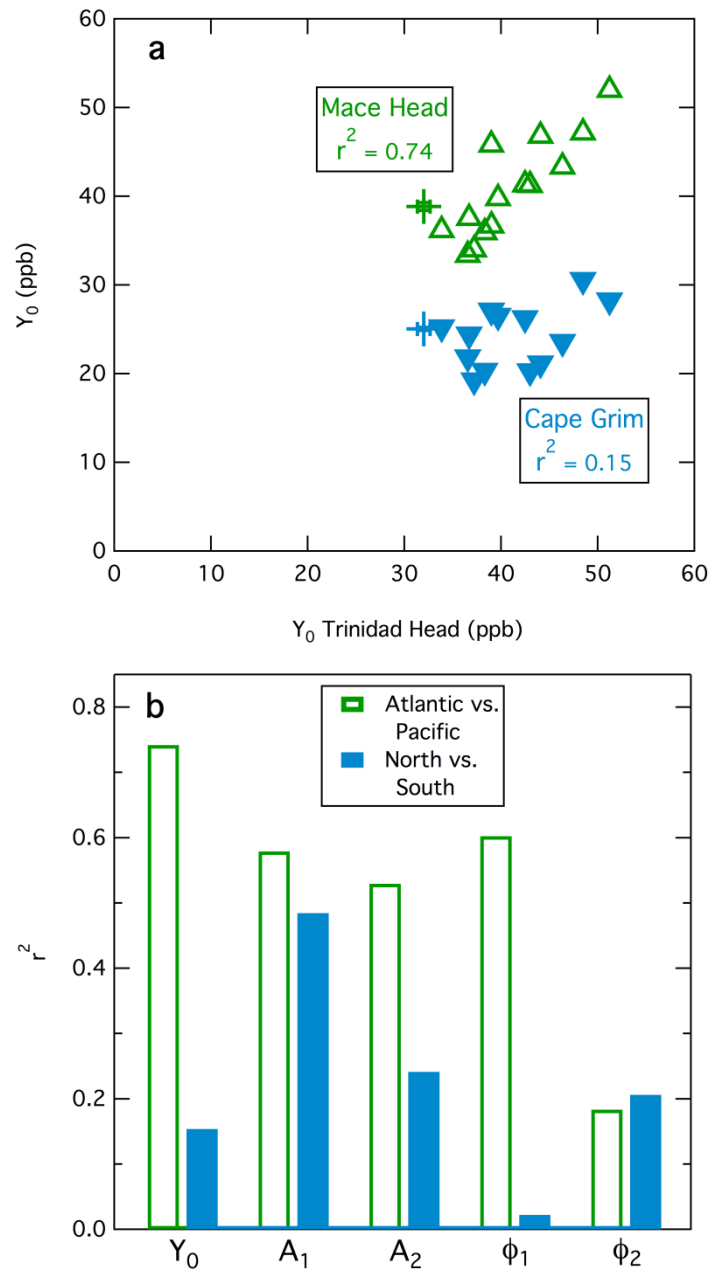 a
60
50
40
30
20
10
0
Y₀ (ppb)
Mace Head
r² = 0.74
Cape Grim
r² = 0.15
0 10 20 30 40 50 60
Y₀ Trinidad Head (ppb)
b
Atlantic vs.
Pacific
North vs.
South
0.8
0.6
0.4
0.2
0.0
r²
Y₀ A₁ A₂ ϕ₁ ϕ₂